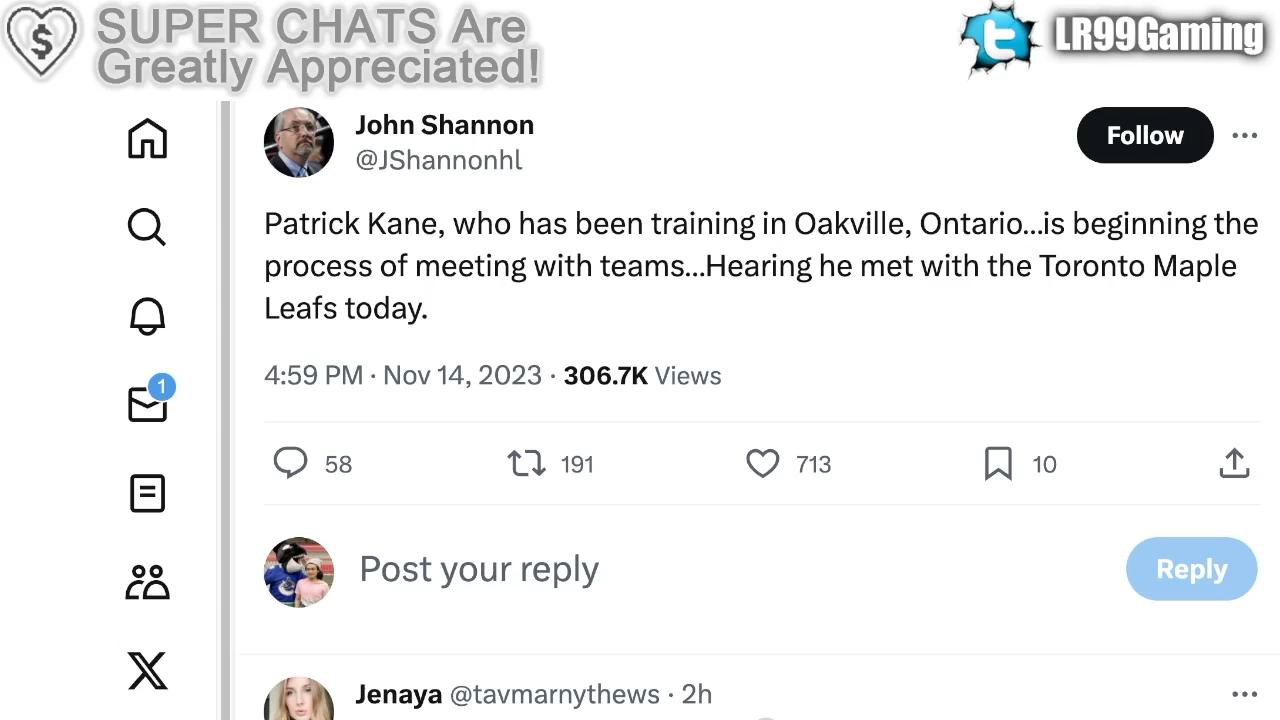 SUPER CHATS Are
Greatly Appreciated!
LR99Gaming
John Shannon
@JShannonhl
Follow
Patrick Kane, who has been training in Oakville, Ontario...is beginning the
process of meeting with teams...Hearing he met with the Toronto Maple
Leafs today.
4:59 PM · Nov 14, 2023 · 306.7K Views
58 191 713 10
1
Post your reply
Reply
Jenaya @tavmarnythews · 2h